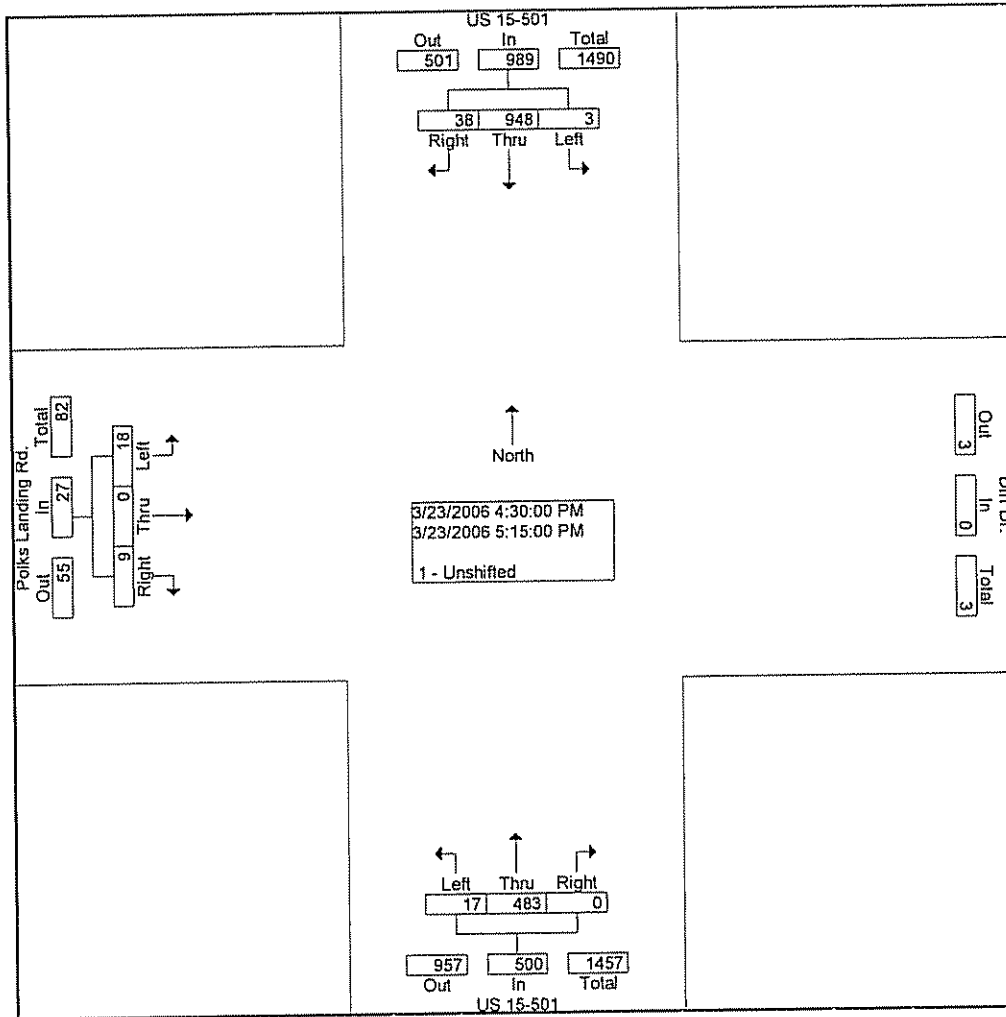 US 15-501
Out In Total
501 989 1490
38 948 3
Right Thru Left
Polks Landing Rd.
Out In Total
55 27 82
18 0 9
Left Thru Right
North
3/23/2006 4:30:00 PM
3/23/2006 5:15:00 PM
1 - Unshifted
Out In Total
3 0 3
Left Thru Right
17 483 0
957 500 1457
Out In Total
US 15-501